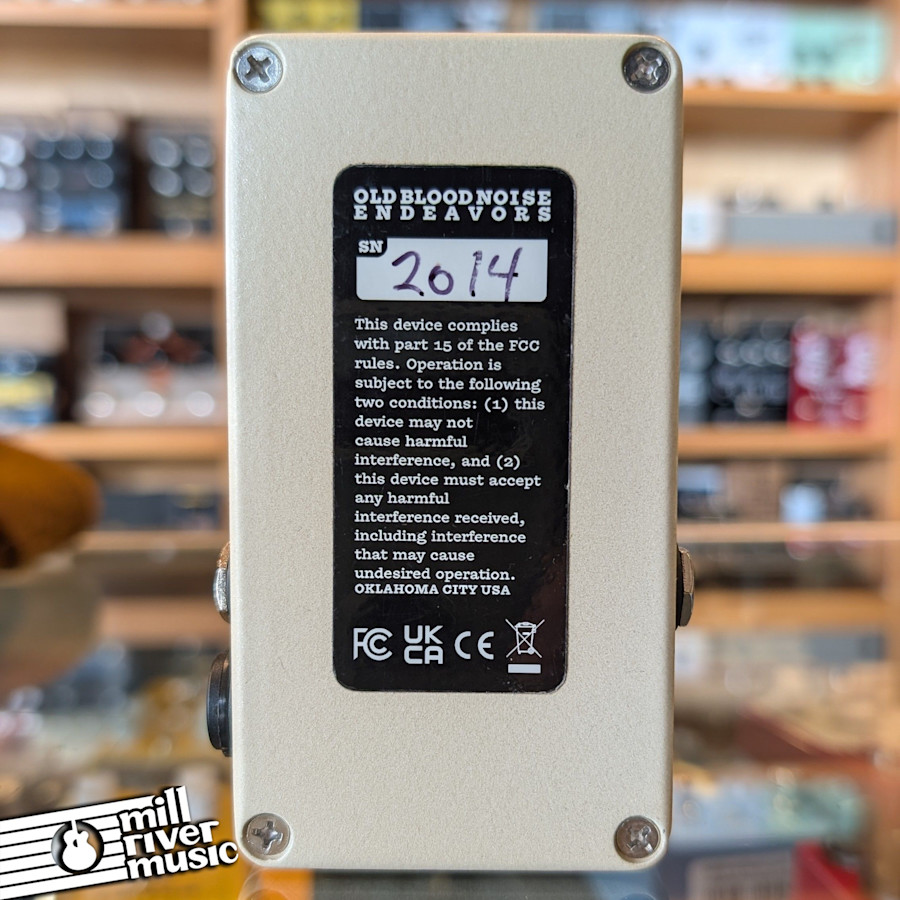 OLD BLOOD NOISE
ENDEAVORS
SN
2014
This device complies
with part 15 of the FCC
rules. Operation is
subject to the following
two conditions: (1) this
device may not
cause harmful
interference, and (2)
this device must accept
any harmful
interference received,
including interference
that may cause
undesired operation.
OKLAHOMA CITY USA
FC UK CA CE
mill
river
music